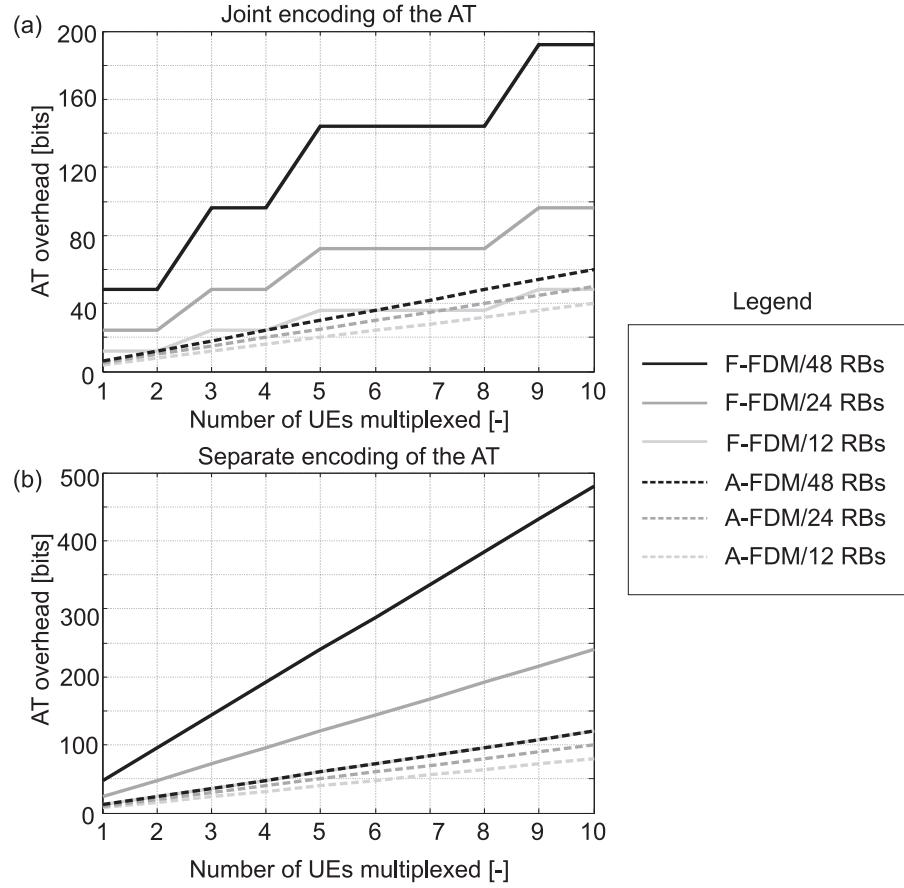 (a)
Joint encoding of the AT
200
160
120
80
40
0
AT overhead [bits]
1 2 3 4 5 6 7 8 9 10
Number of UEs multiplexed [-]
(b)
Separate encoding of the AT
500
400
300
200
100
0
AT overhead [bits]
1 2 3 4 5 6 7 8 9 10
Number of UEs multiplexed [-]
Legend
F-FDM/48 RBs
F-FDM/24 RBs
F-FDM/12 RBs
A-FDM/48 RBs
A-FDM/24 RBs
A-FDM/12 RBs